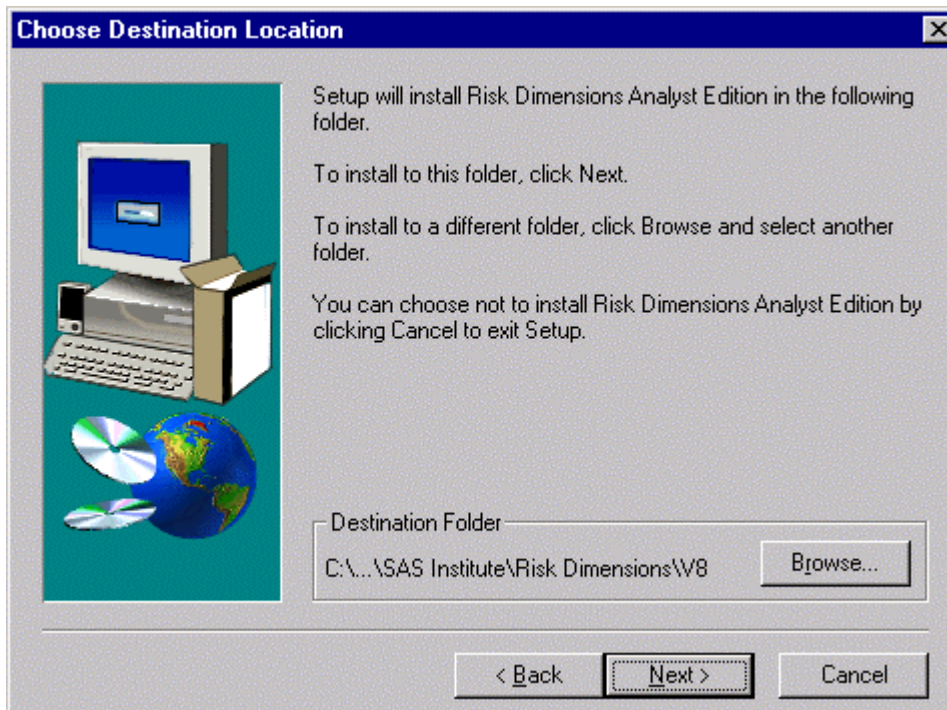 Choose Destination Location
Setup will install Risk Dimensions Analyst Edition in the following
folder.
To install to this folder, click Next.
To install to a different folder, click Browse and select another
folder.
You can choose not to install Risk Dimensions Analyst Edition by
clicking Cancel to exit Setup.
Destination Folder
C:\...\SAS Institute\Risk Dimensions\V8
Browse...
< Back
Next >
Cancel